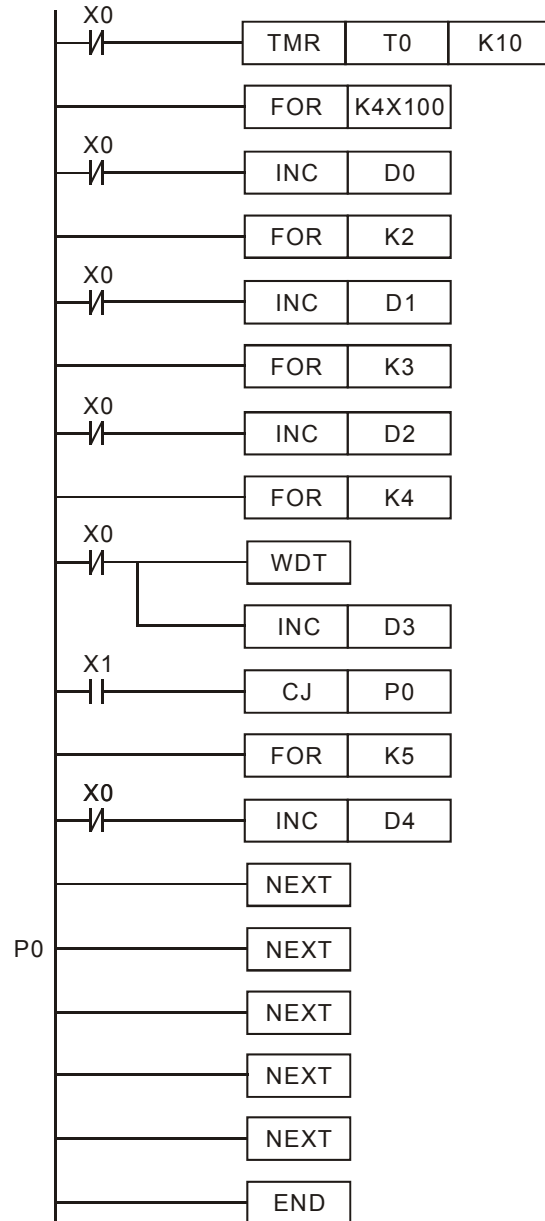 X0
TMR T0 K10
FOR K4X100
X0
INC D0
FOR K2
X0
INC D1
FOR K3
X0
INC D2
FOR K4
X0
WDT
INC D3
X1
CJ P0
FOR K5
X0
INC D4
NEXT
P0 NEXT
NEXT
NEXT
NEXT
END